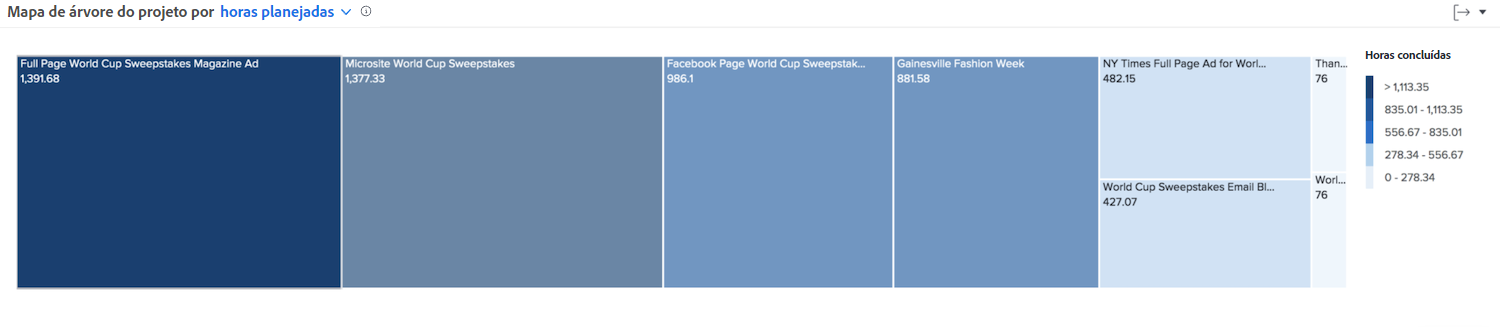 Mapa de árvore do projeto por horas planejadas
Full Page World Cup Sweepstakes Magazine Ad
1,391.68
Microsite World Cup Sweepstakes
1,377.33
Facebook Page World Cup Sweepstak...
986.1
Gainesville Fashion Week
881.58
NY Times Full Page Ad for Worl...
482.15
World Cup Sweepstakes Email Bl...
427.07
Than...
76
Worl...
76
Horas concluídas
> 1,113.35
835.01 - 1,113.35
556.67 - 835.01
278.34 - 556.67
0 - 278.34